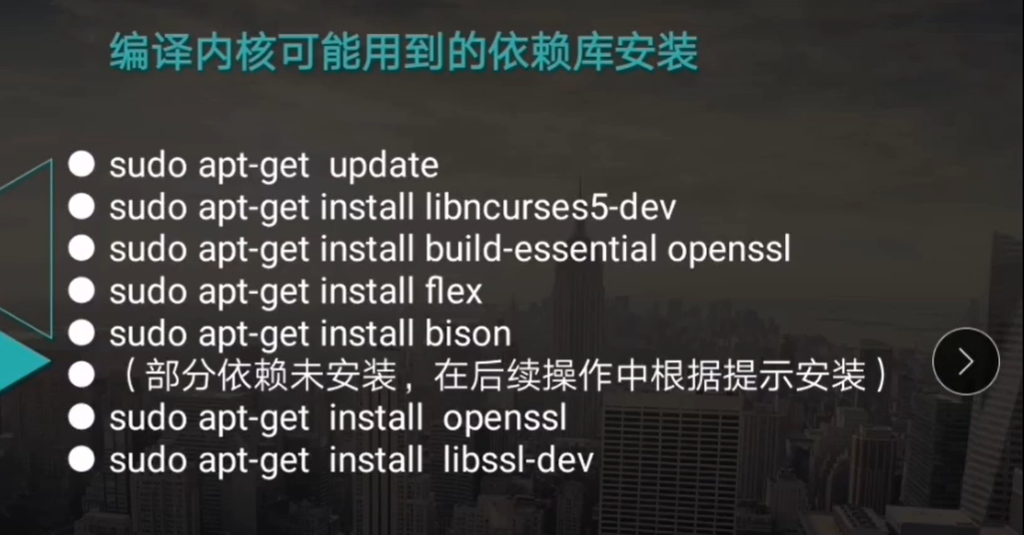 编译内核可能用到的依赖库安装
sudo apt-get  update
sudo apt-get install libncurses5-dev
sudo apt-get install build-essential openssl
sudo apt-get install flex
sudo apt-get install bison
（部分依赖未安装，在后续操作中根据提示安装）
sudo apt-get  install  openssl
sudo apt-get  install  libssl-dev